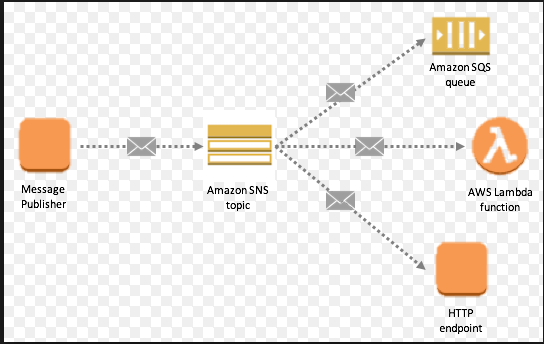 Message
Publisher
Amazon SNS
topic
Amazon SQS
queue
AWS Lambda
function
HTTP
endpoint